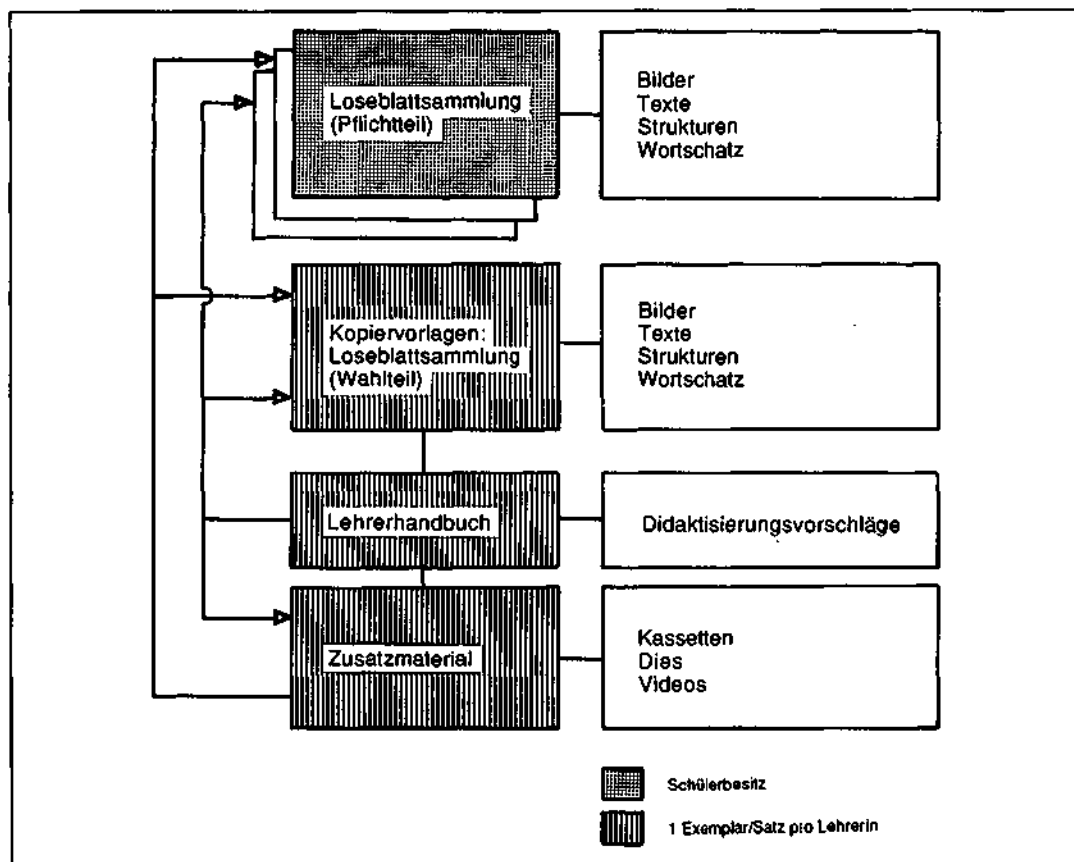 Loseblattsammlung
(Pflichtteil)
Bilder
Texte
Strukturen
Wortschatz
Kopiervorlagen:
Loseblattsammlung
(Wahlteil)
Bilder
Texte
Strukturen
Wortschatz
Lehrerhandbuch
Didaktisierungsvorschläge
Zusatzmaterial
Kassetten
Dias
Videos
Schülerbesitz
1 Exemplar/Satz pro LehrerIn